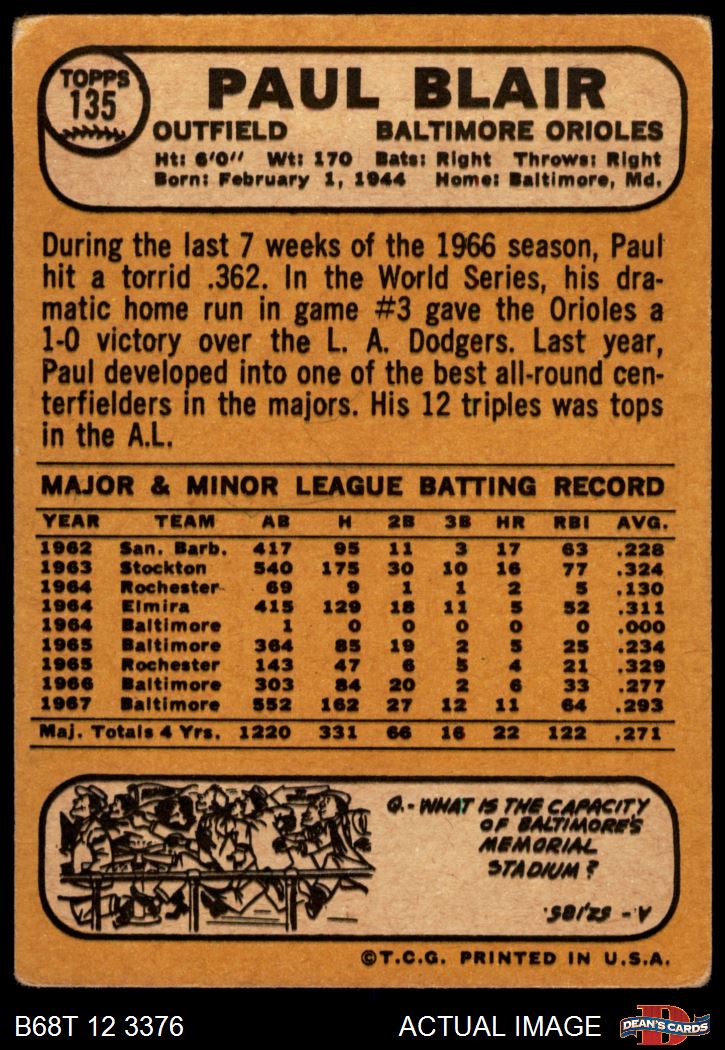 TOPPS
135
PAUL BLAIR
OUTFIELD BALTIMORE ORIOLES
Ht: 6'0" Wt: 170 Bats: Right Throws: Right
Born: February 1, 1944 Home: Baltimore, Md.
During the last 7 weeks of the 1966 season, Paul
hit a torrid .362. In the World Series, his dra-
matic home run in game #3 gave the Orioles a
1-0 victory over the L. A. Dodgers. Last year,
Paul developed into one of the best all-round cen-
terfielders in the majors. His 12 triples was tops
in the A.L.
MAJOR & MINOR LEAGUE BATTING RECORD
YEAR TEAM AB H 2B 3B HR RBI AVG.
1962 San. Barb. 417 95 11 3 17 63 .228
1963 Stockton 540 175 30 10 16 77 .324
1964 Rochester 69 9 1 1 2 5 .130
1964 Elmira 415 129 18 11 5 52 .311
1964 Baltimore 1 0 0 0 0 0 .000
1965 Baltimore 364 85 19 2 5 25 .234
1965 Rochester 143 47 6 5 4 21 .329
1966 Baltimore 303 84 20 2 6 33 .277
1967 Baltimore 552 162 27 12 11 64 .293
Maj. Totals 4 Yrs. 1220 331 66 16 22 122 .271
Q.- WHAT IS THE CAPACITY
OF BALTIMORE'S
MEMORIAL
STADIUM?
A - 52,185.
©T.C.G. PRINTED IN U.S.A.
B68T 12 3376 ACTUAL IMAGE
D
DEAN'S CARDS